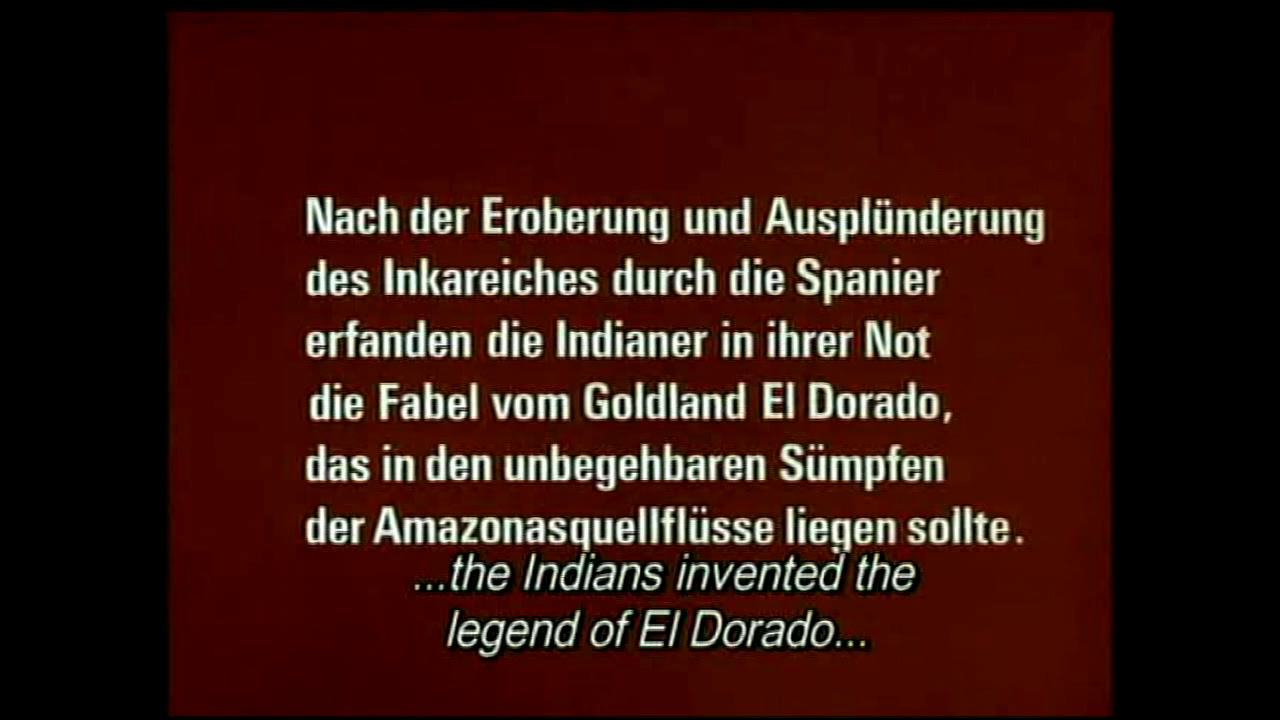 Nach der Eroberung und Ausplünderung
des Inkareiches durch die Spanier
erfanden die Indianer in ihrer Not
die Fabel vom Goldland El Dorado,
das in den unbegehbaren Sümpfen
der Amazonasquellflüsse liegen sollte.
...the Indians invented the
legend of El Dorado...